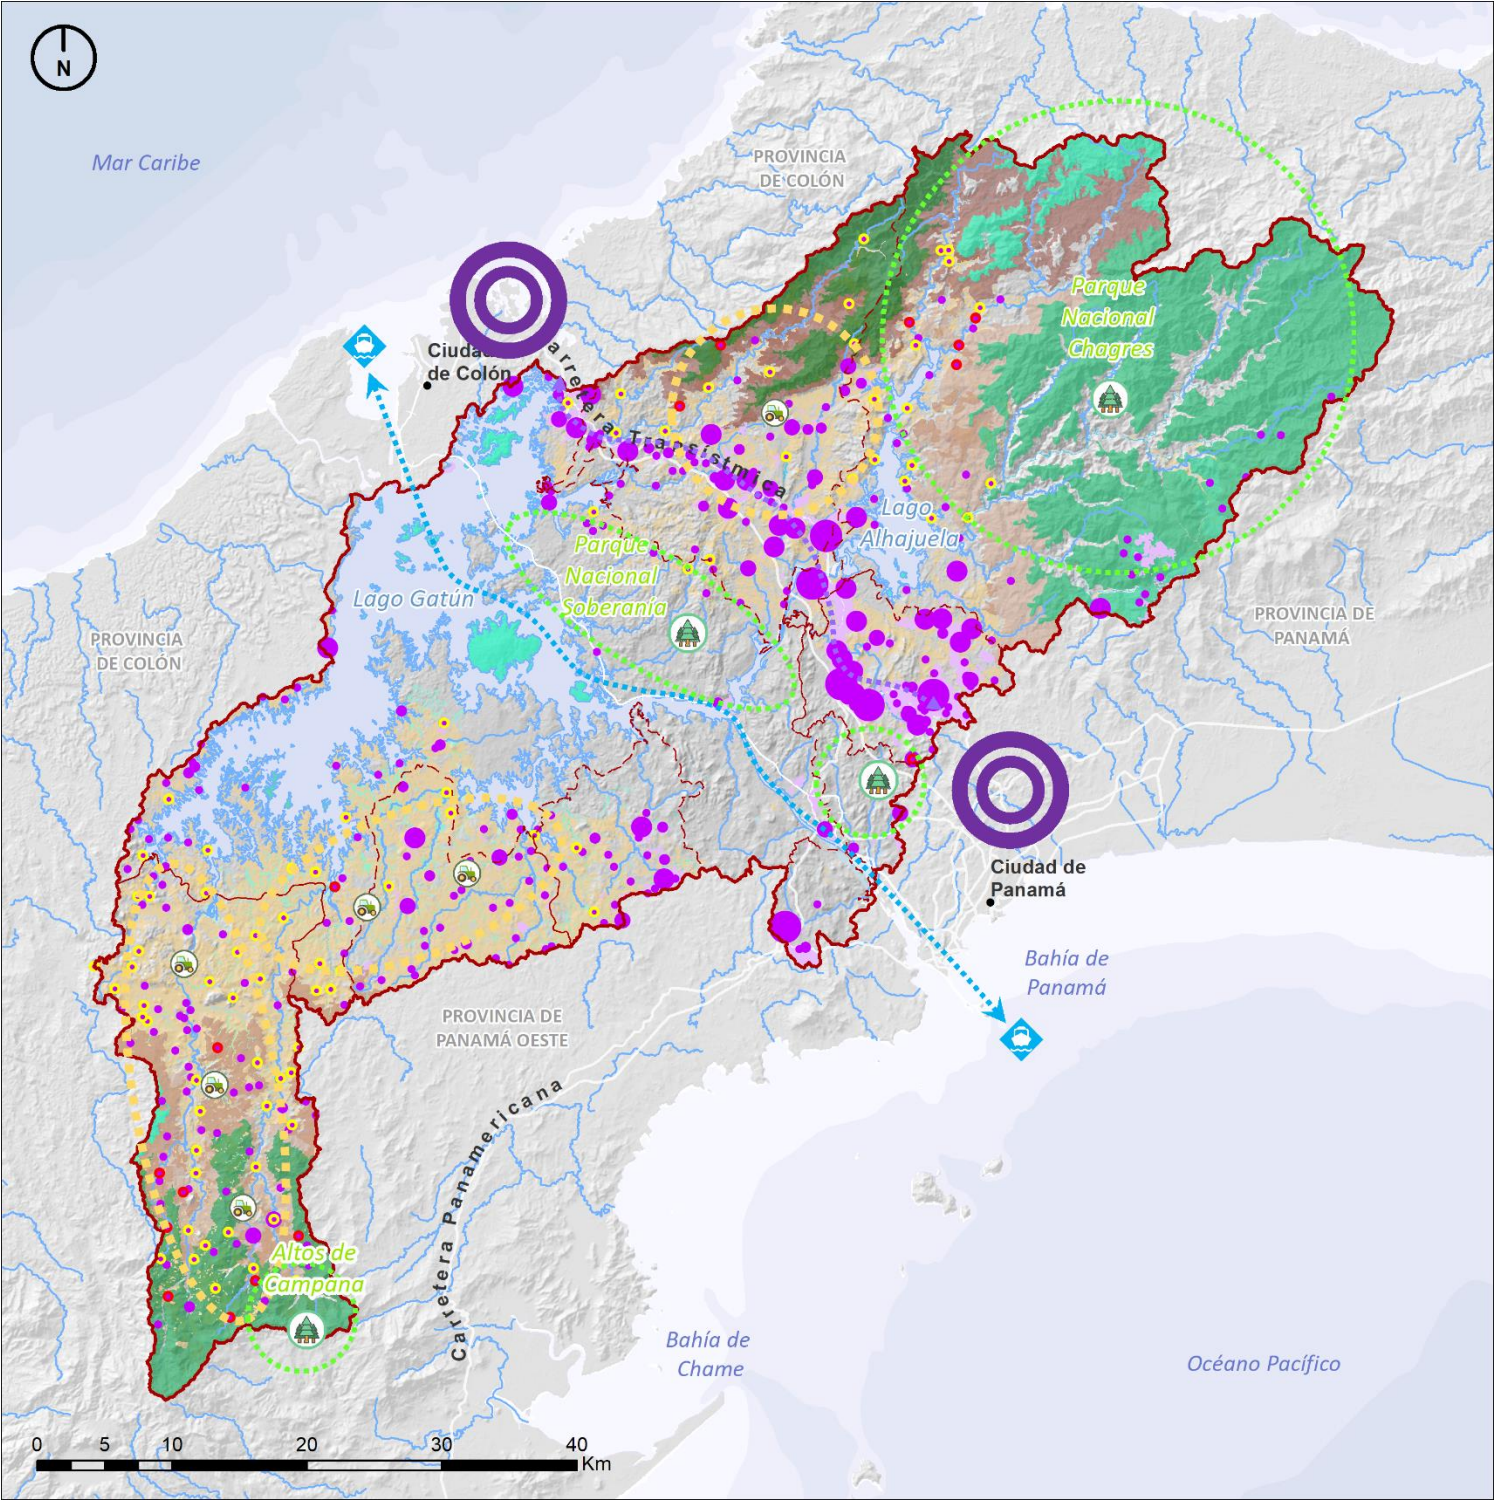 N
Mar Caribe
PROVINCIA
DE COLÓN
Parque
Nacional
Chagres
Ciudad
de Colón
Carretera Transístmica
Lago
Alhajuela
Parque
Nacional
Soberanía
Lago Gatún
PROVINCIA
DE COLÓN
PROVINCIA DE
PANAMÁ
Ciudad de
Panamá
Bahía de
Panamá
PROVINCIA DE
PANAMÁ OESTE
Carretera Panamericana
Altos de
Campana
Bahía de
Chame
Océano Pacífico
0 5 10 20 30 40
Km